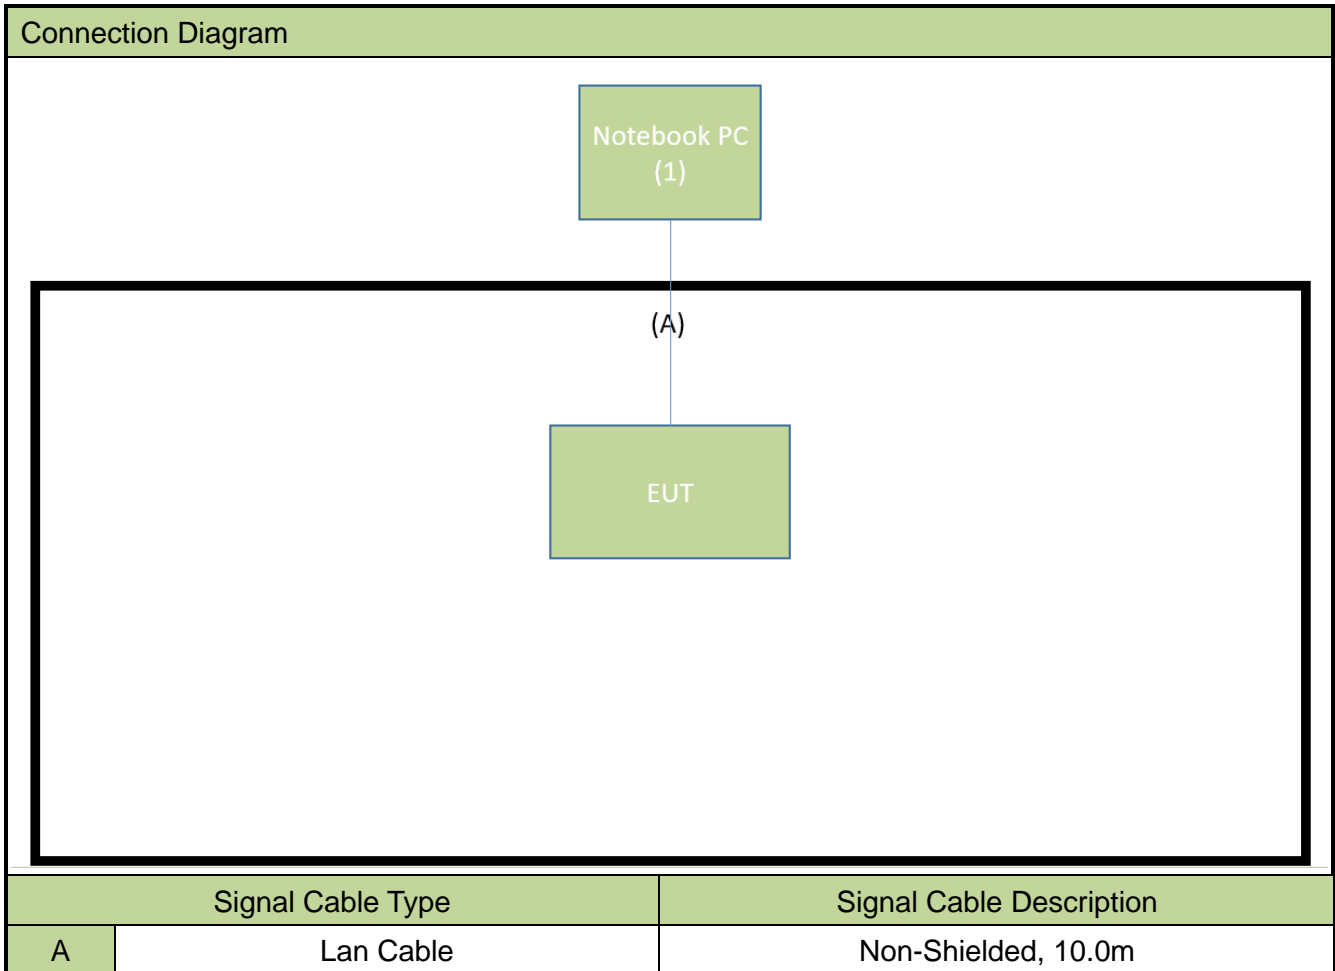 Connection Diagram
Notebook PC
(1)
(A)
EUT
Signal Cable Type Signal Cable Description
A Lan Cable Non-Shielded, 10.0m